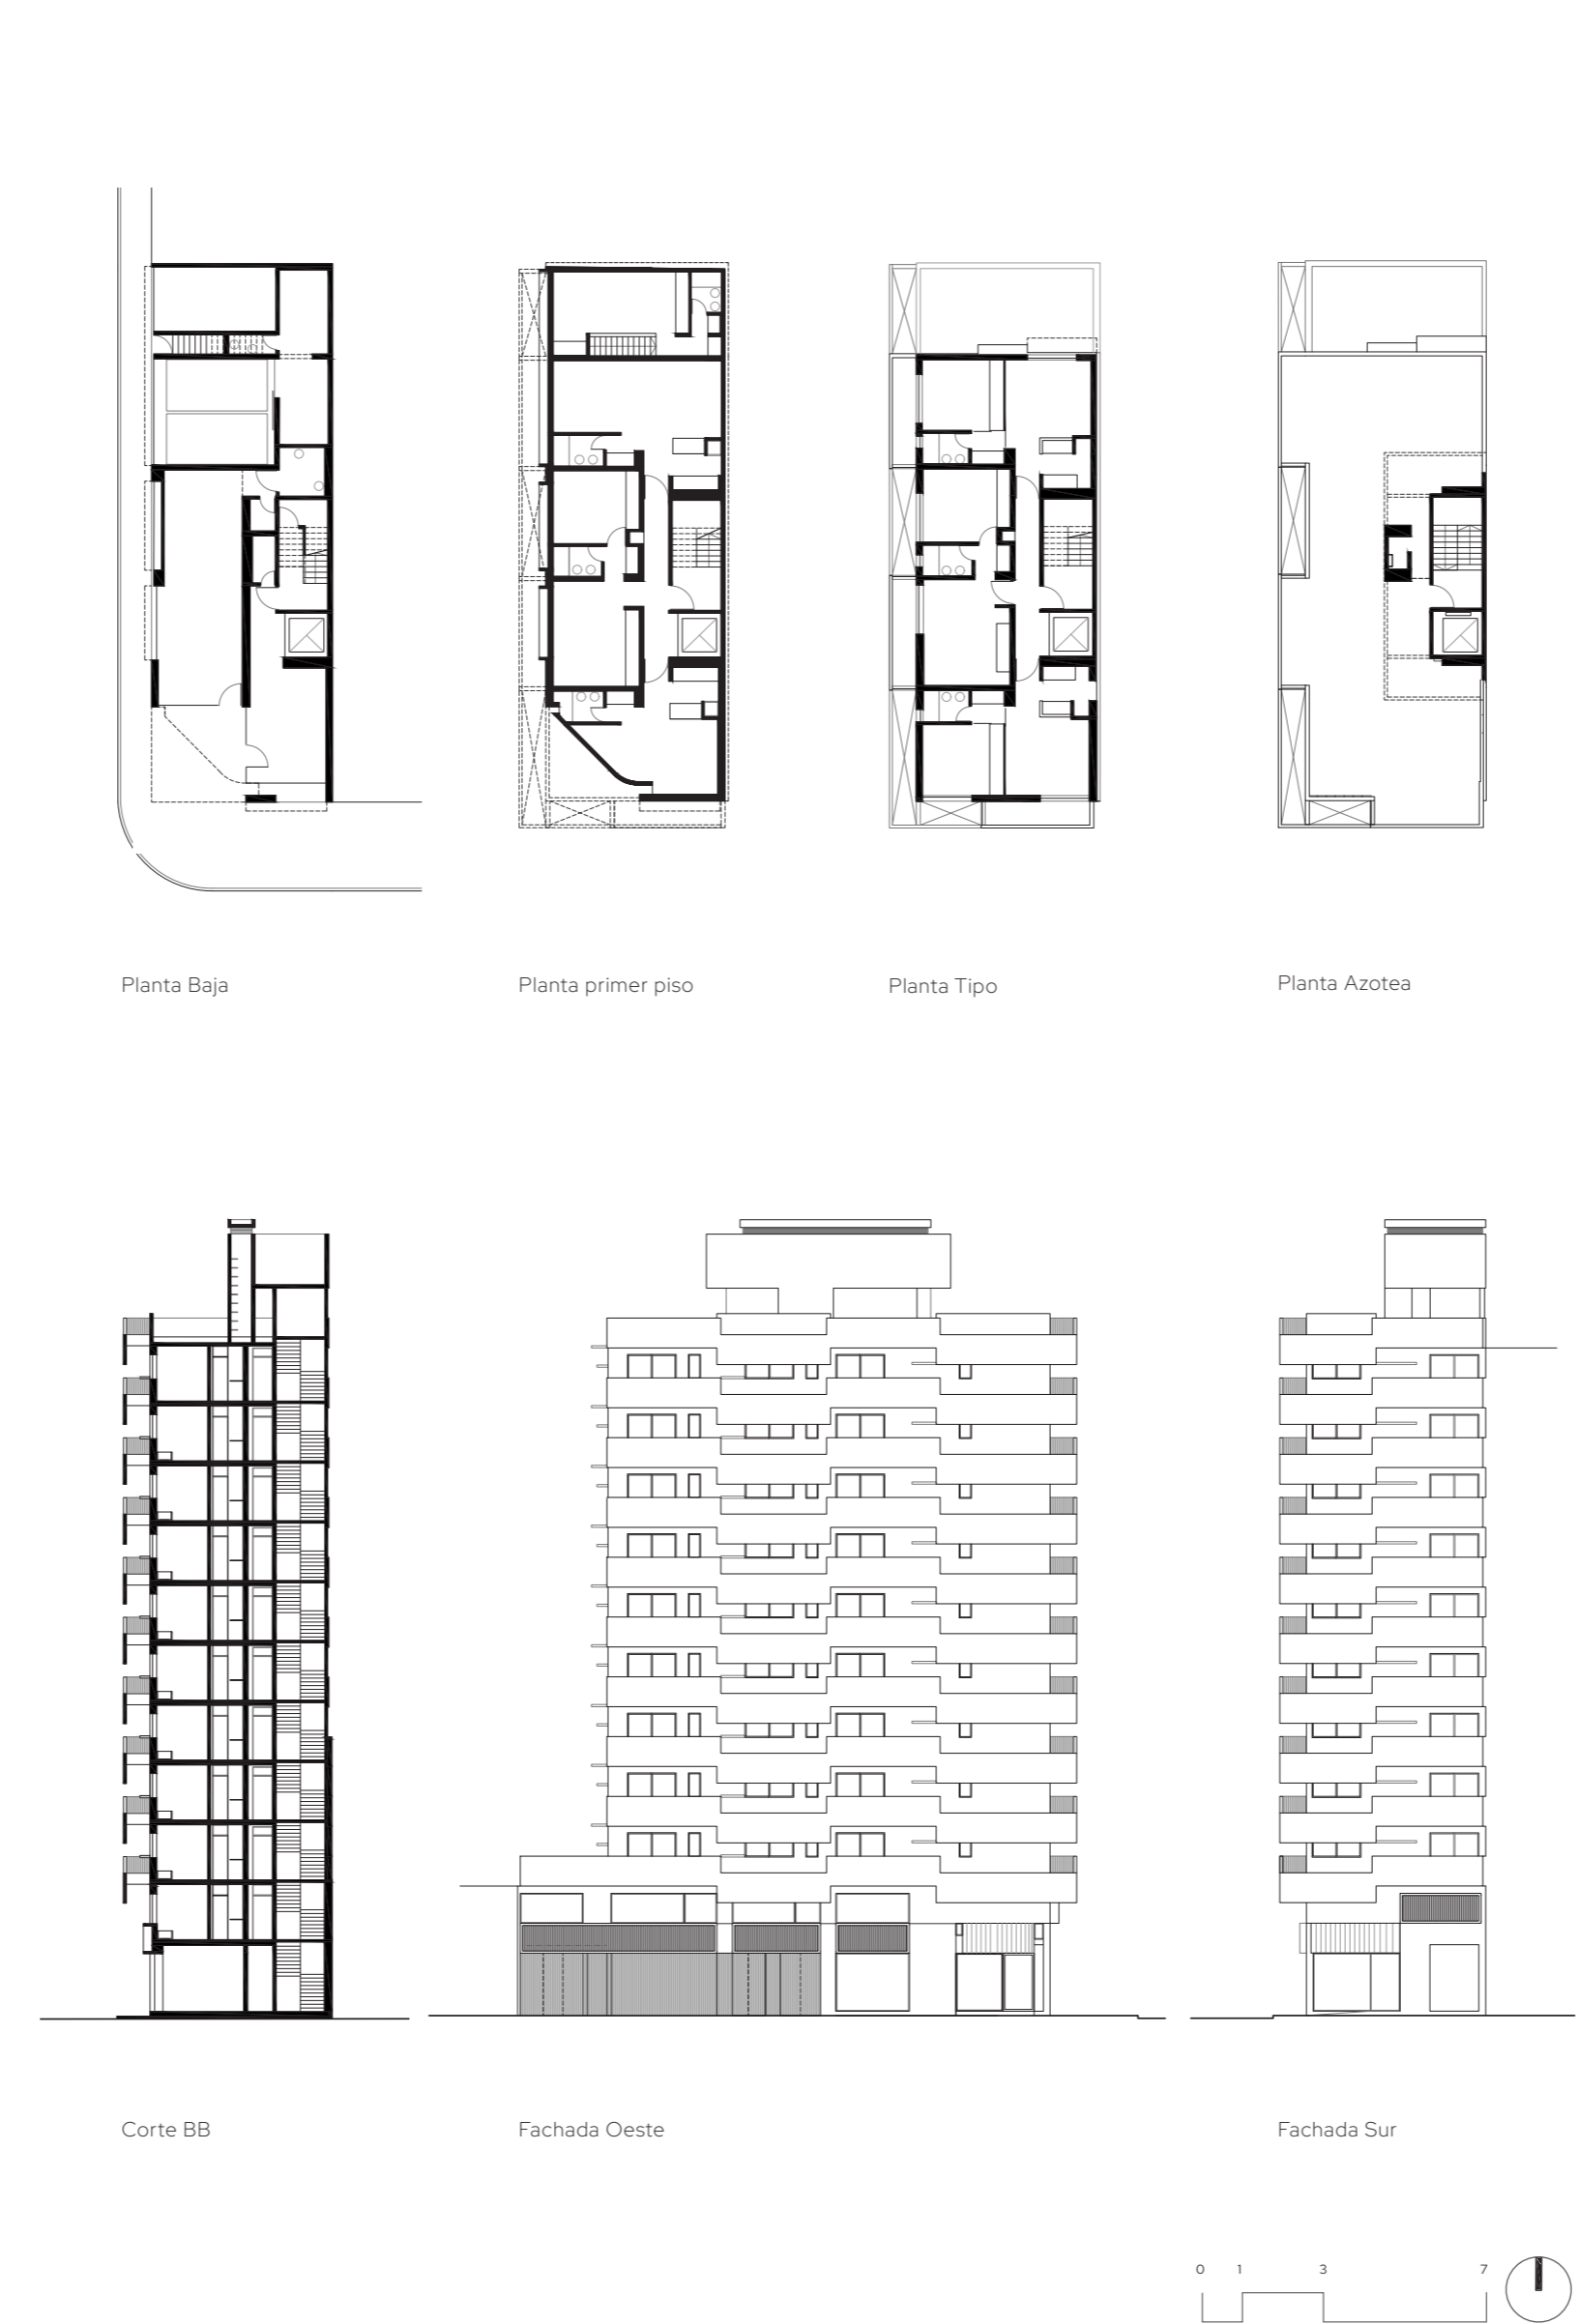 Planta Baja
Planta primer piso
Planta Tipo
Planta Azotea
Corte BB
Fachada Oeste
Fachada Sur
0 1 3 7